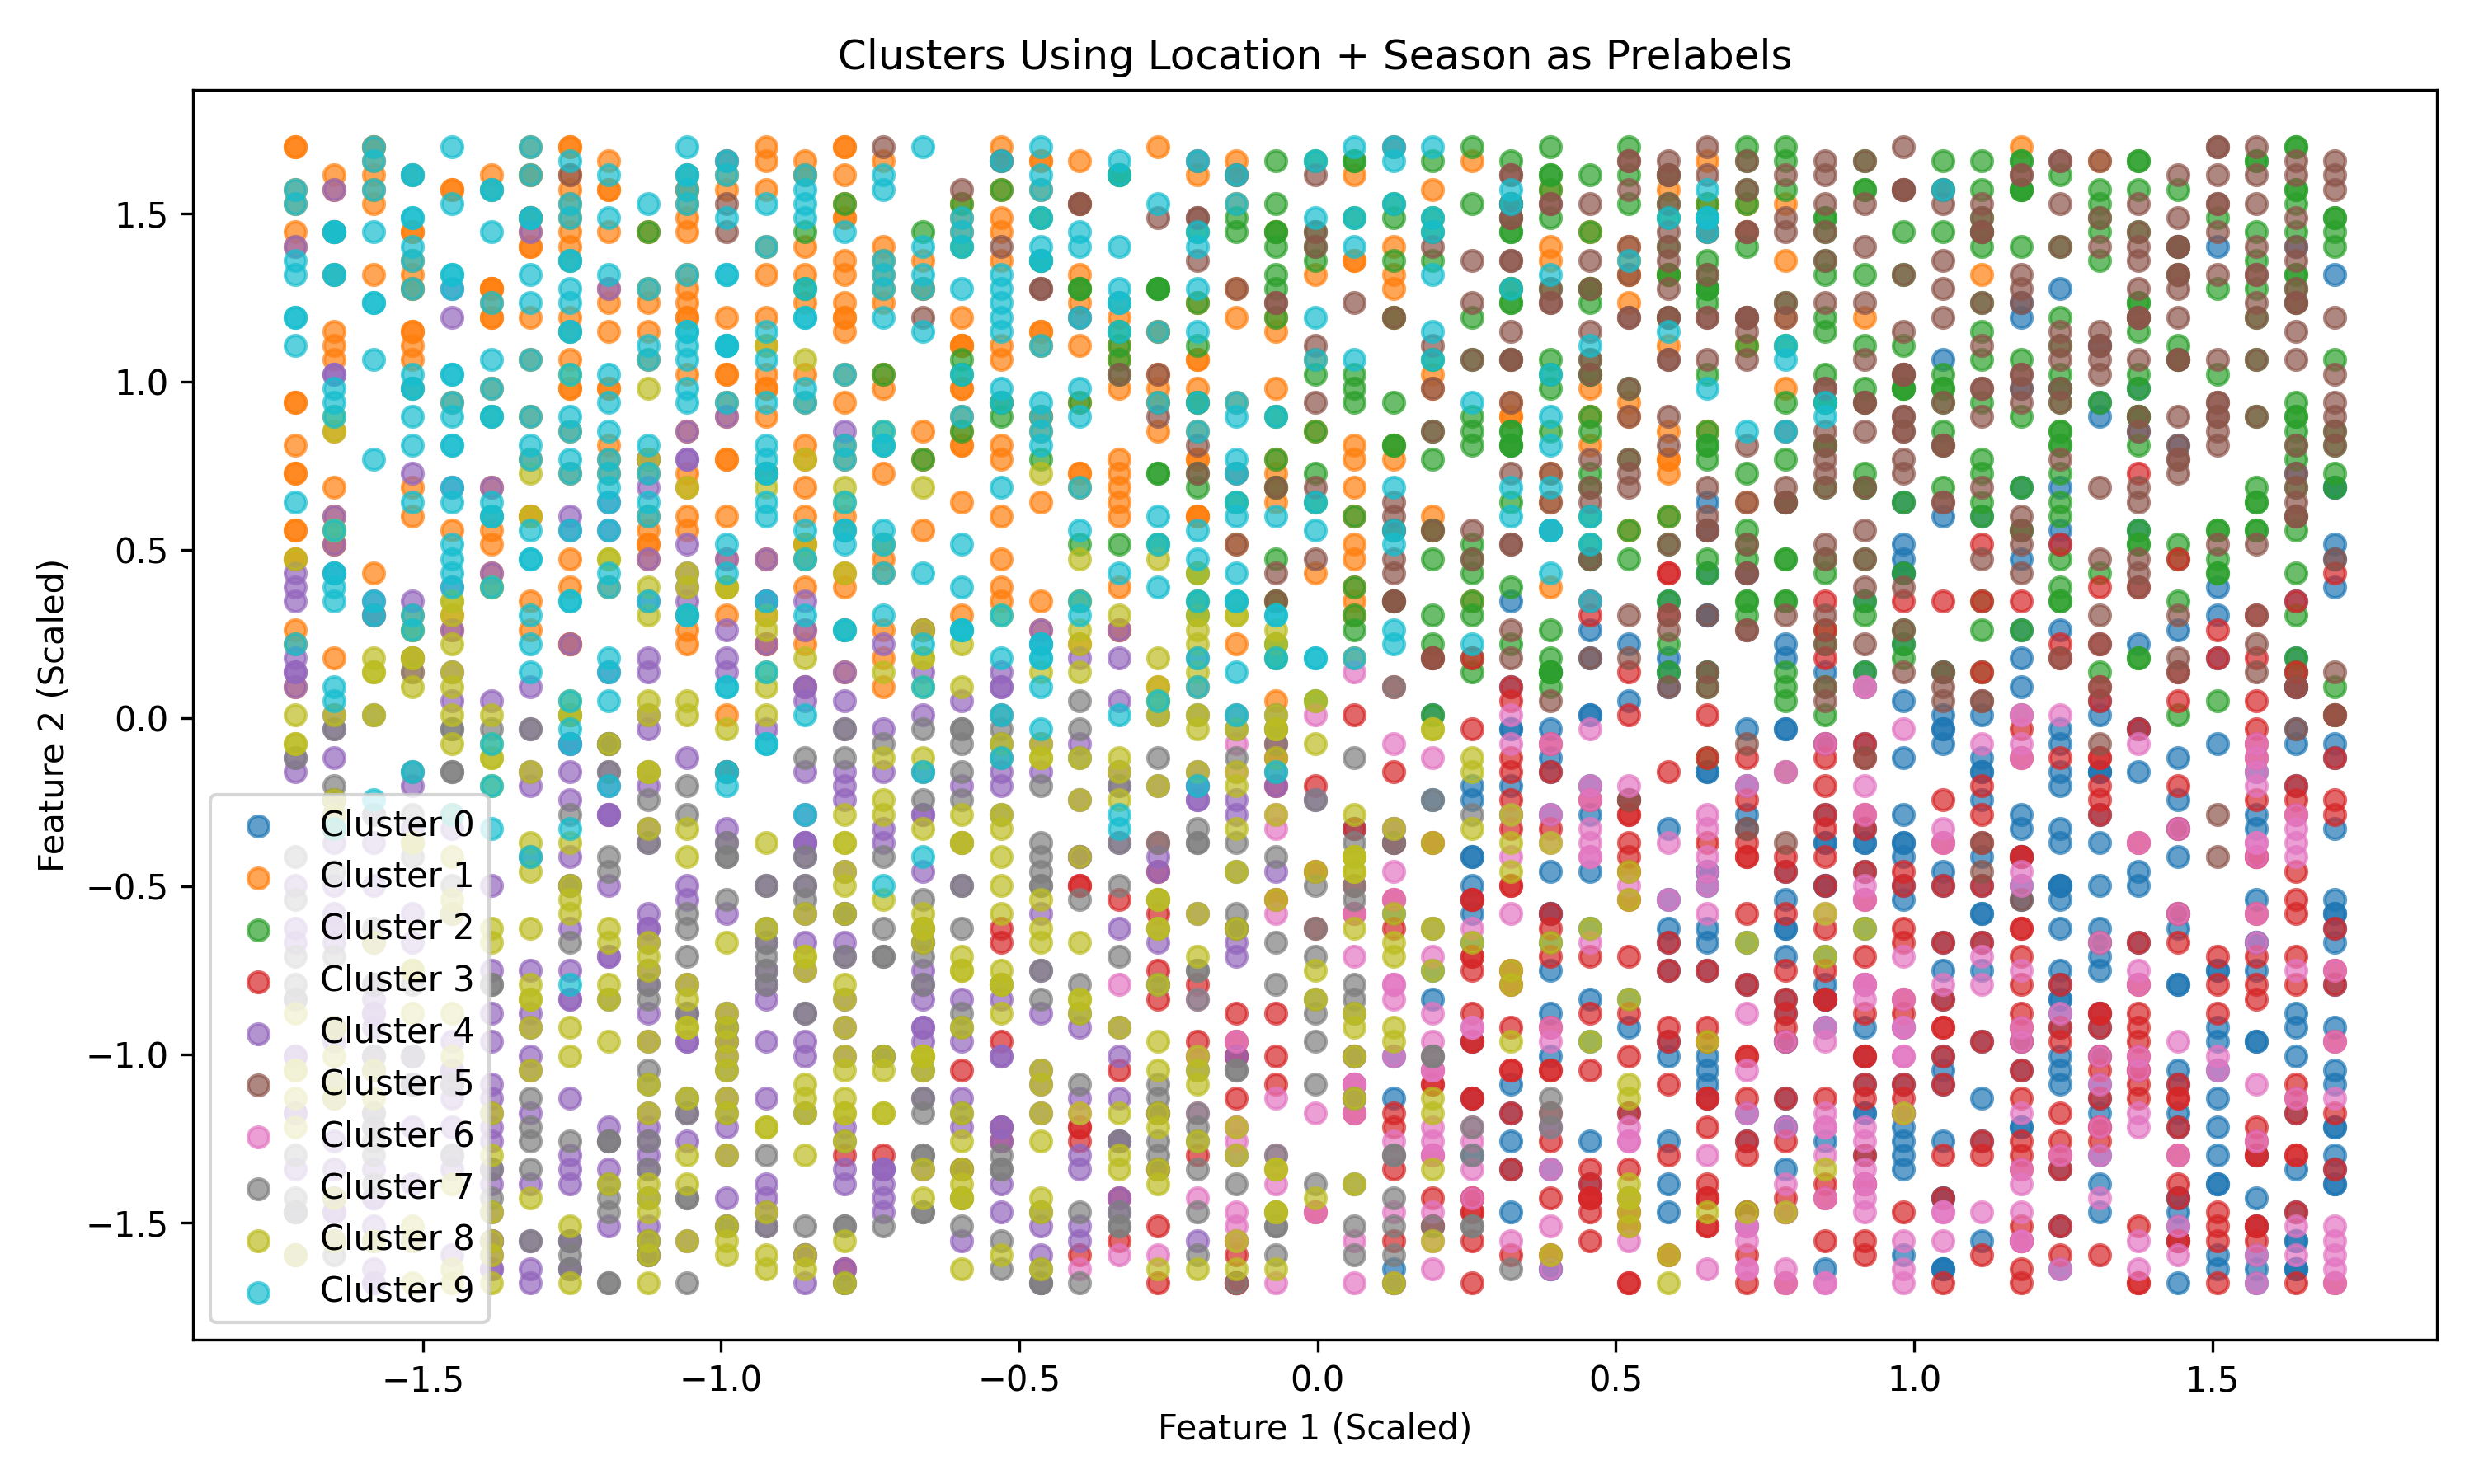 Clusters Using Location + Season as Prelabels
Feature 2 (Scaled)
1.5
1.0
0.5
0.0
−0.5
−1.0
−1.5
Cluster 0
Cluster 1
Cluster 2
Cluster 3
Cluster 4
Cluster 5
Cluster 6
Cluster 7
Cluster 8
Cluster 9
−1.5 −1.0 −0.5 0.0 0.5 1.0 1.5
Feature 1 (Scaled)